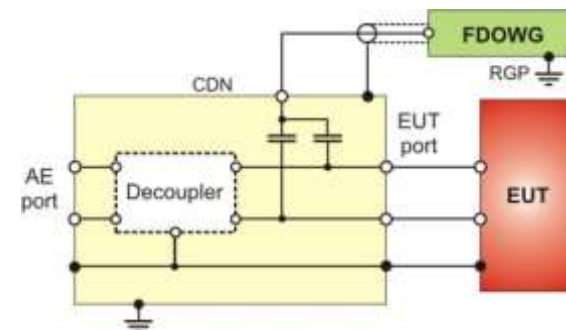 FDOWG
RGP
CDN
EUT
port
AE
port
Decoupler
EUT